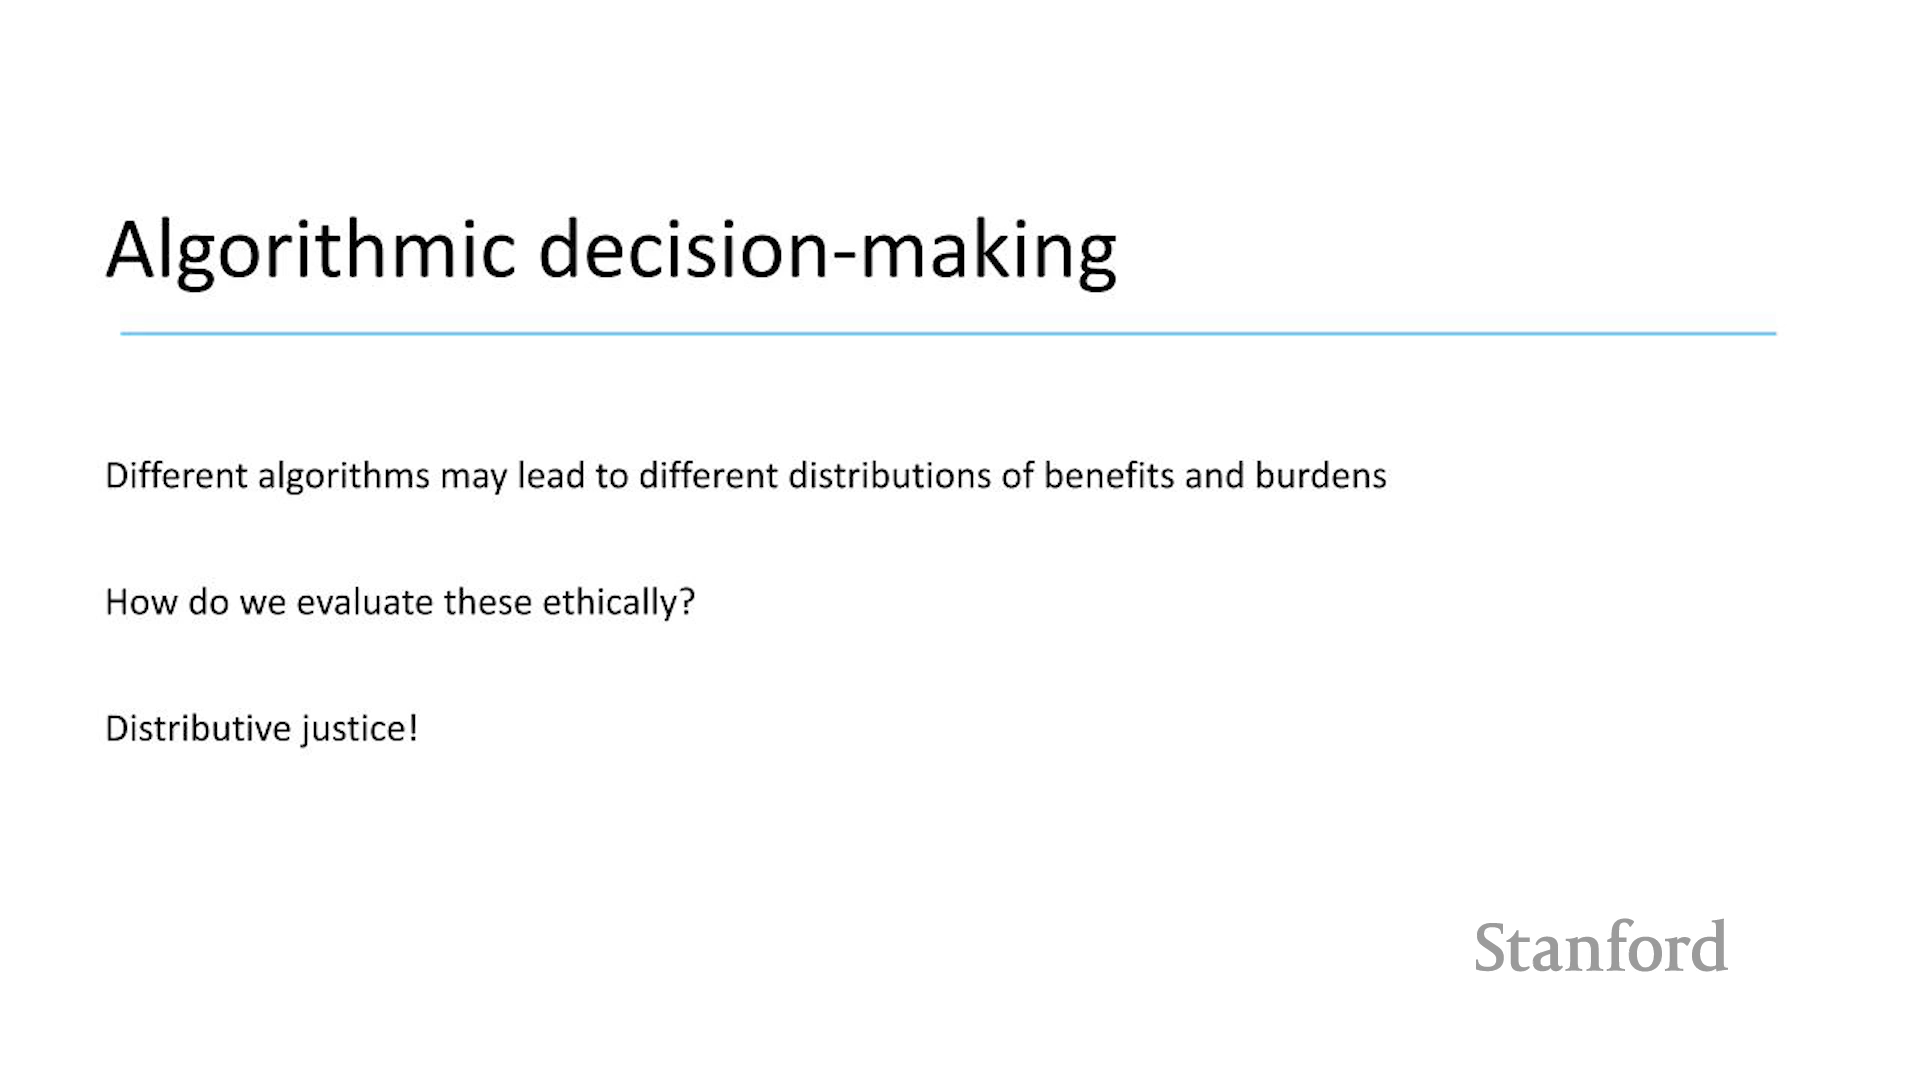 Algorithmic decision-making
Different algorithms may lead to different distributions of benefits and burdens
How do we evaluate these ethically?
Distributive justice!
Stanford